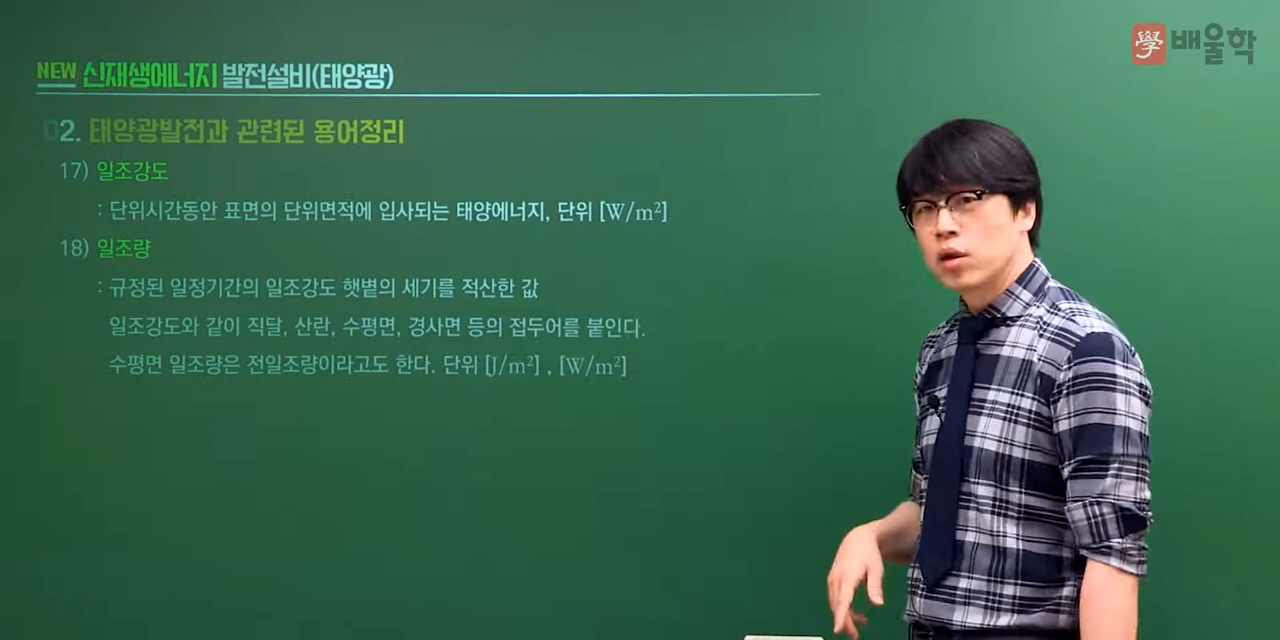 學 배울학
NEW 신재생에너지 발전설비(태양광)
02. 태양광발전과 관련된 용어정리
17) 일조강도
: 단위시간동안 표면의 단위면적에 입사되는 태양에너지, 단위 [W/m²]
18) 일조량
: 규정된 일정기간의 일조강도 햇볕의 세기를 적산한 값
일조강도와 같이 직달, 산란, 수평면, 경사면 등의 접두어를 붙인다.
수평면 일조량은 전일조량이라고도 한다. 단위 [J/m²] , [W/m²]